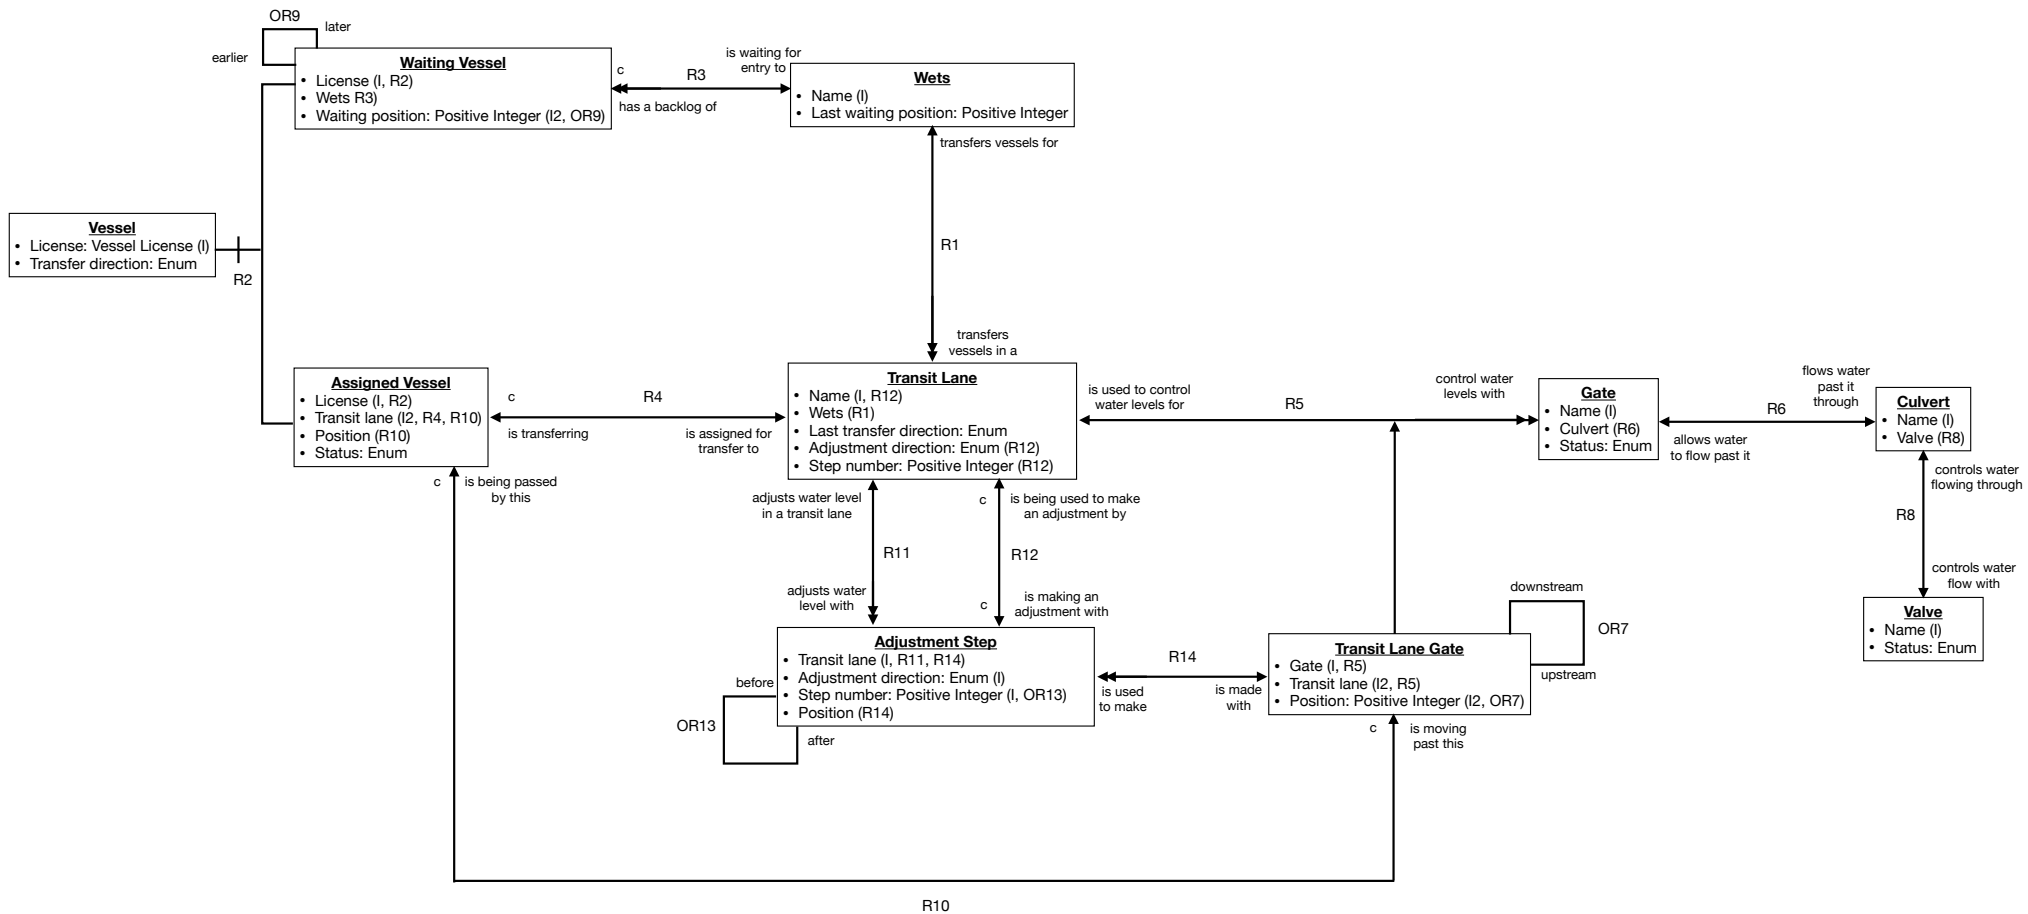 OR9
later
earlier
Waiting Vessel
• License (I, R2)
• Wets R3)
• Waiting position: Positive Integer (I2, OR9)
c
R3
is waiting for
entry to
has a backlog of
Wets
• Name (I)
• Last waiting position: Positive Integer
transfers vessels for
R1
transfers
vessels in a
Vessel
• License: Vessel License (I)
• Transfer direction: Enum
R2
Assigned Vessel
• License (I, R2)
• Transit lane (I2, R4, R10)
• Position (R10)
• Status: Enum
c
R4
is transferring
is assigned for
transfer to
Transit Lane
• Name (I, R12)
• Wets (R1)
• Last transfer direction: Enum
• Adjustment direction: Enum (R12)
• Step number: Positive Integer (R12)
is used to control
water levels for
R5
control water
levels with
Gate
• Name (I)
• Culvert (R6)
• Status: Enum
flows water
past it
through
R6
allows water
to flow past it
Culvert
• Name (I)
• Valve (R8)
controls water
flowing through
R8
controls water
flow with
Valve
• Name (I)
• Status: Enum
c
is being passed
by this
adjusts water level
in a transit lane
c
is being used to make
an adjustment by
R11
R12
adjusts water
level with
c
is making an
adjustment with
Adjustment Step
• Transit lane (I, R11, R14)
• Adjustment direction: Enum (I)
• Step number: Positive Integer (I, OR13)
• Position (R14)
before
OR13
after
R14
is used
to make
is made
with
downstream
OR7
upstream
Transit Lane Gate
• Gate (I, R5)
• Transit lane (I2, R5)
• Position: Positive Integer (I2, OR7)
c
is moving
past this
R10